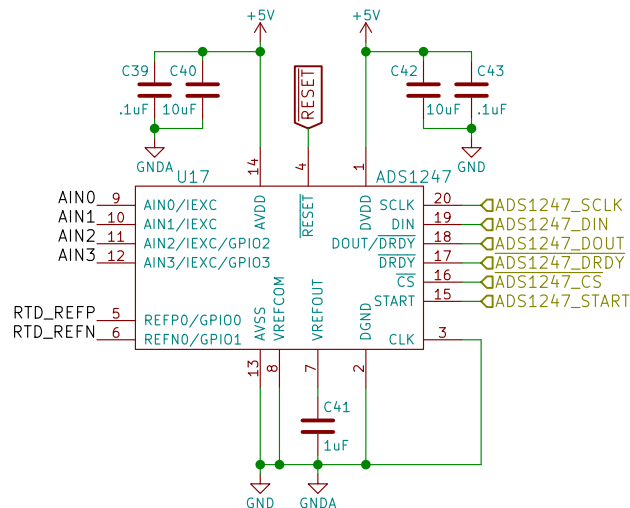 +5V
+5V
C39
C40
.1uF
10uF
GNDA
RESET
C42
C43
10uF
.1uF
GND
U17
ADS1247
14
4
1
AVDD
RESET
DVDD
AIN0
9
AIN0/IEXC
AIN1
10
AIN1/IEXC
AIN2
11
AIN2/IEXC/GPIO2
AIN3
12
AIN3/IEXC/GPIO3
RTD_REFP
5
REFP0/GPIO0
RTD_REFN
6
REFN0/GPIO1
SCLK
20
ADS1247_SCLK
DIN
19
ADS1247_DIN
DOUT/DRDY
18
ADS1247_DOUT
DRDY
17
ADS1247_DRDY
CS
16
ADS1247_CS
START
15
ADS1247_START
CLK
3
AVSS
VREFCOM
VREFOUT
DGND
13
8
7
2
C41
1uF
GND
GNDA